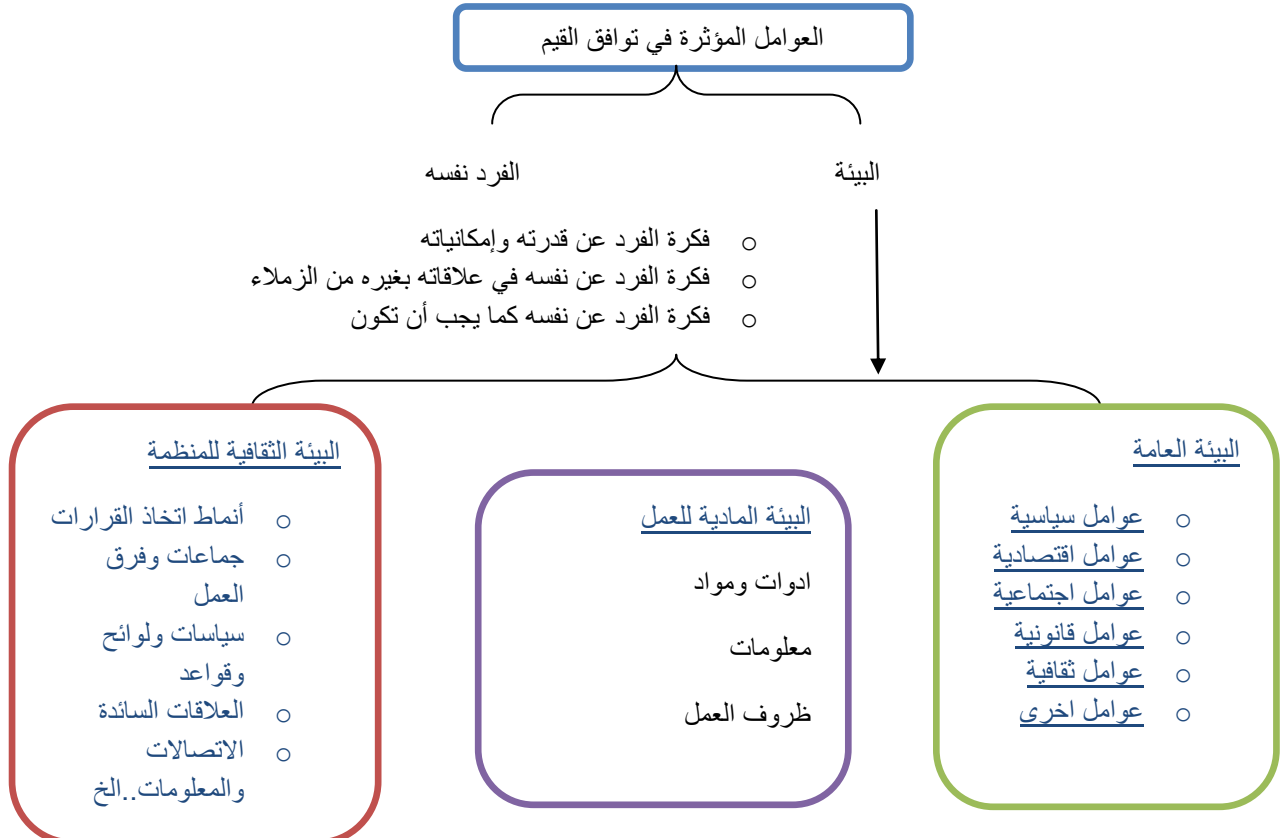 العوامل المؤثرة في توافق القيم
البيئة
الفرد نفسه
فكرة الفرد عن قدرته وإمكانياته
فكرة الفرد عن نفسه في علاقاته بغيره من الزملاء
فكرة الفرد عن نفسه كما يجب أن تكون
البيئة العامة
عوامل سياسية
عوامل اقتصادية
عوامل اجتماعية
عوامل قانونية
عوامل ثقافية
عوامل اخرى
البيئة المادية للعمل
ادوات ومواد
معلومات
ظروف العمل
البيئة الثقافية للمنظمة
أنماط اتخاذ القرارات
جماعات وفرق
العمل
سياسات ولوائح
وقواعد
العلاقات السائدة
الاتصالات
والمعلومات..الخ